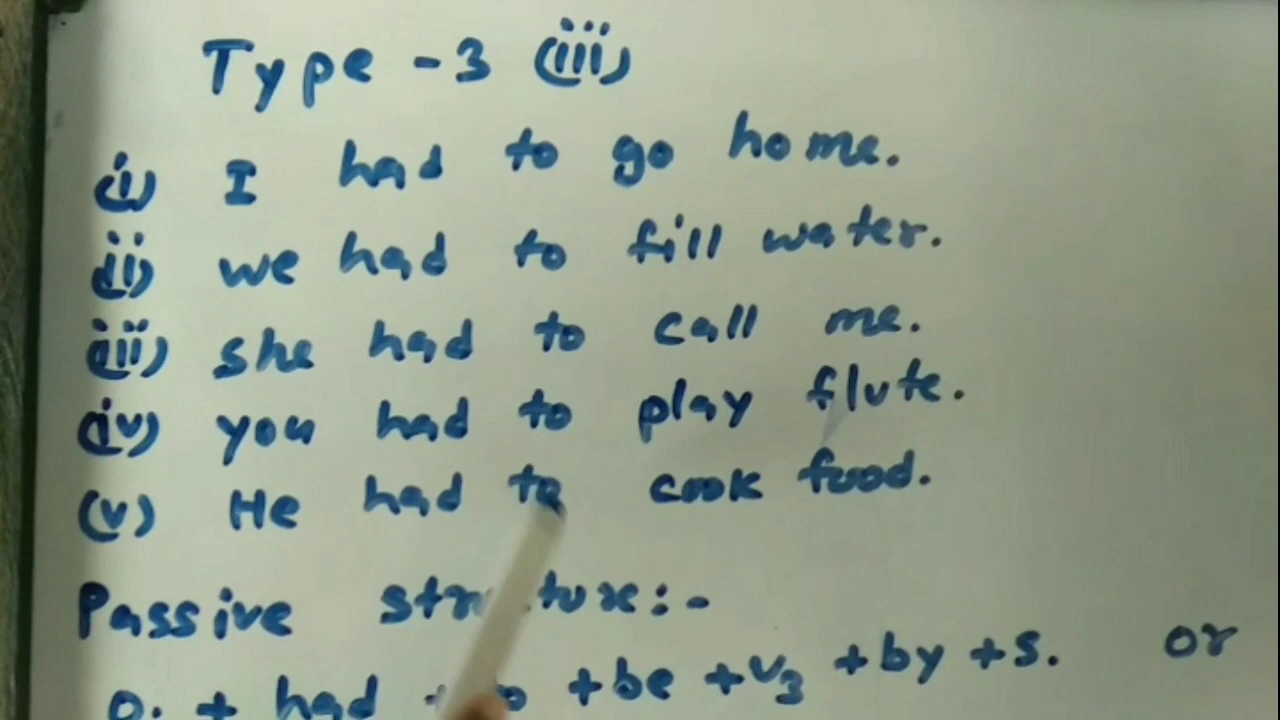 Type - 3 (iii)
(i) I had to go home.
(ii) we had to fill water.
(iii) she had to call me.
(iv) you had to play flute.
(v) He had to cook food.
Passive :-
O. + had + +be +V3 +by +S. or